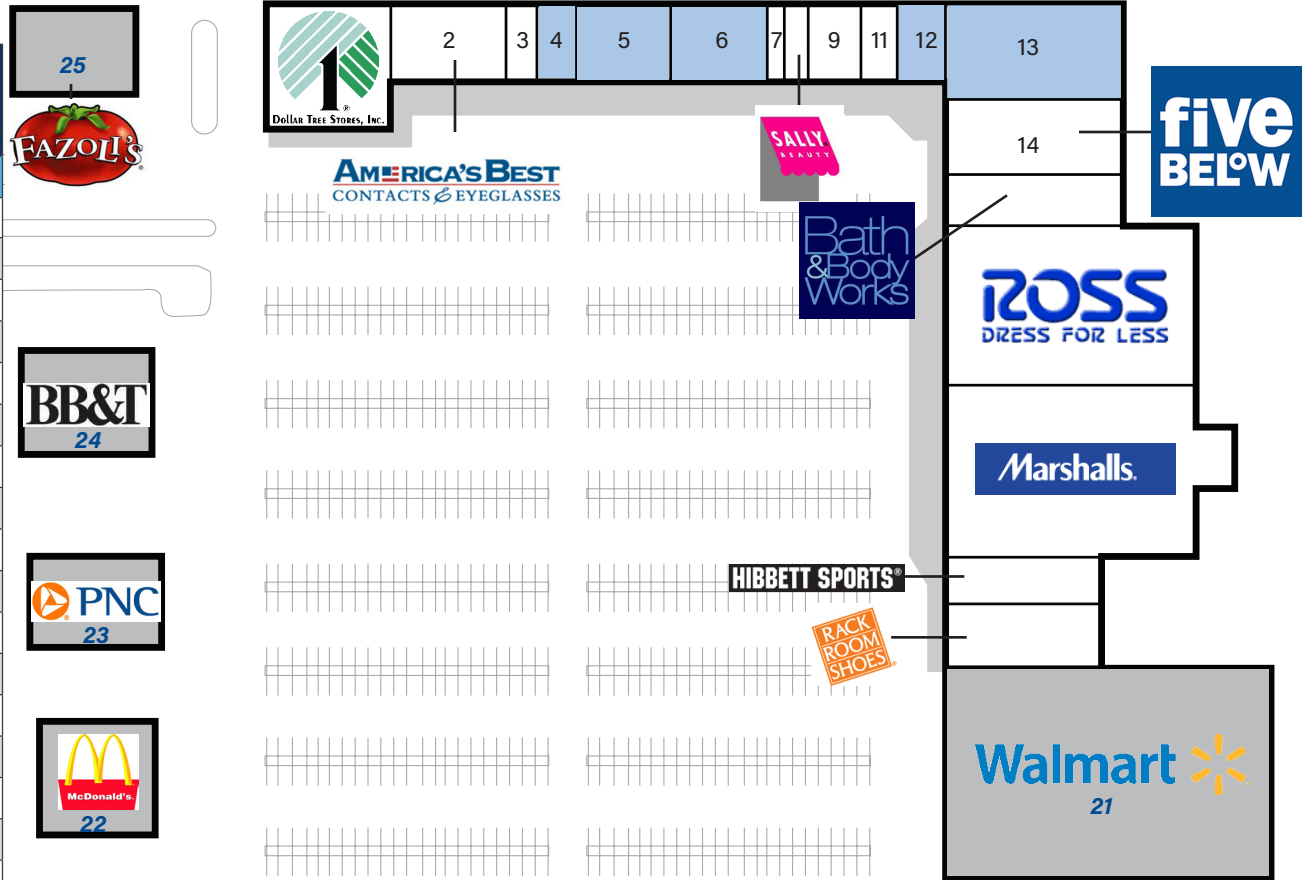 25
FAZOLI'S
1
DOLLAR TREE STORES, INC.
2
3
4
5
6
7
9
11
12
13
14
five
BELOW
SALLY
BEAUTY
AMERICA'S BEST
CONTACTS & EYEGLASSES
Bath
& Body
Works
ROSS
DRESS FOR LESS
BB&T
24
Marshalls.
HIBBETT SPORTS®
PNC
23
RACK
ROOM
SHOES
McDonald's
22
Walmart
21